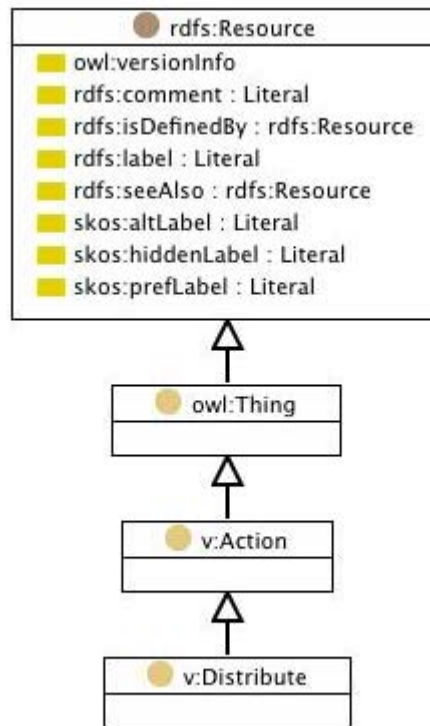 rdfs:Resource
owl:versionInfo
rdfs:comment : Literal
rdfs:isDefinedBy : rdfs:Resource
rdfs:label : Literal
rdfs:seeAlso : rdfs:Resource
skos:altLabel : Literal
skos:hiddenLabel : Literal
skos:prefLabel : Literal
owl:Thing
v:Action
v:Distribute